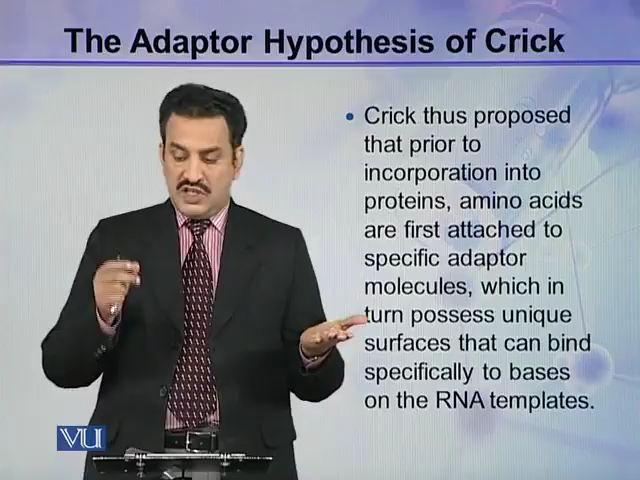 The Adaptor Hypothesis of Crick
• Crick thus proposed
that prior to
incorporation into
proteins, amino acids
are first attached to
specific adaptor
molecules, which in
turn possess unique
surfaces that can bind
specifically to bases
on the RNA templates.
VU